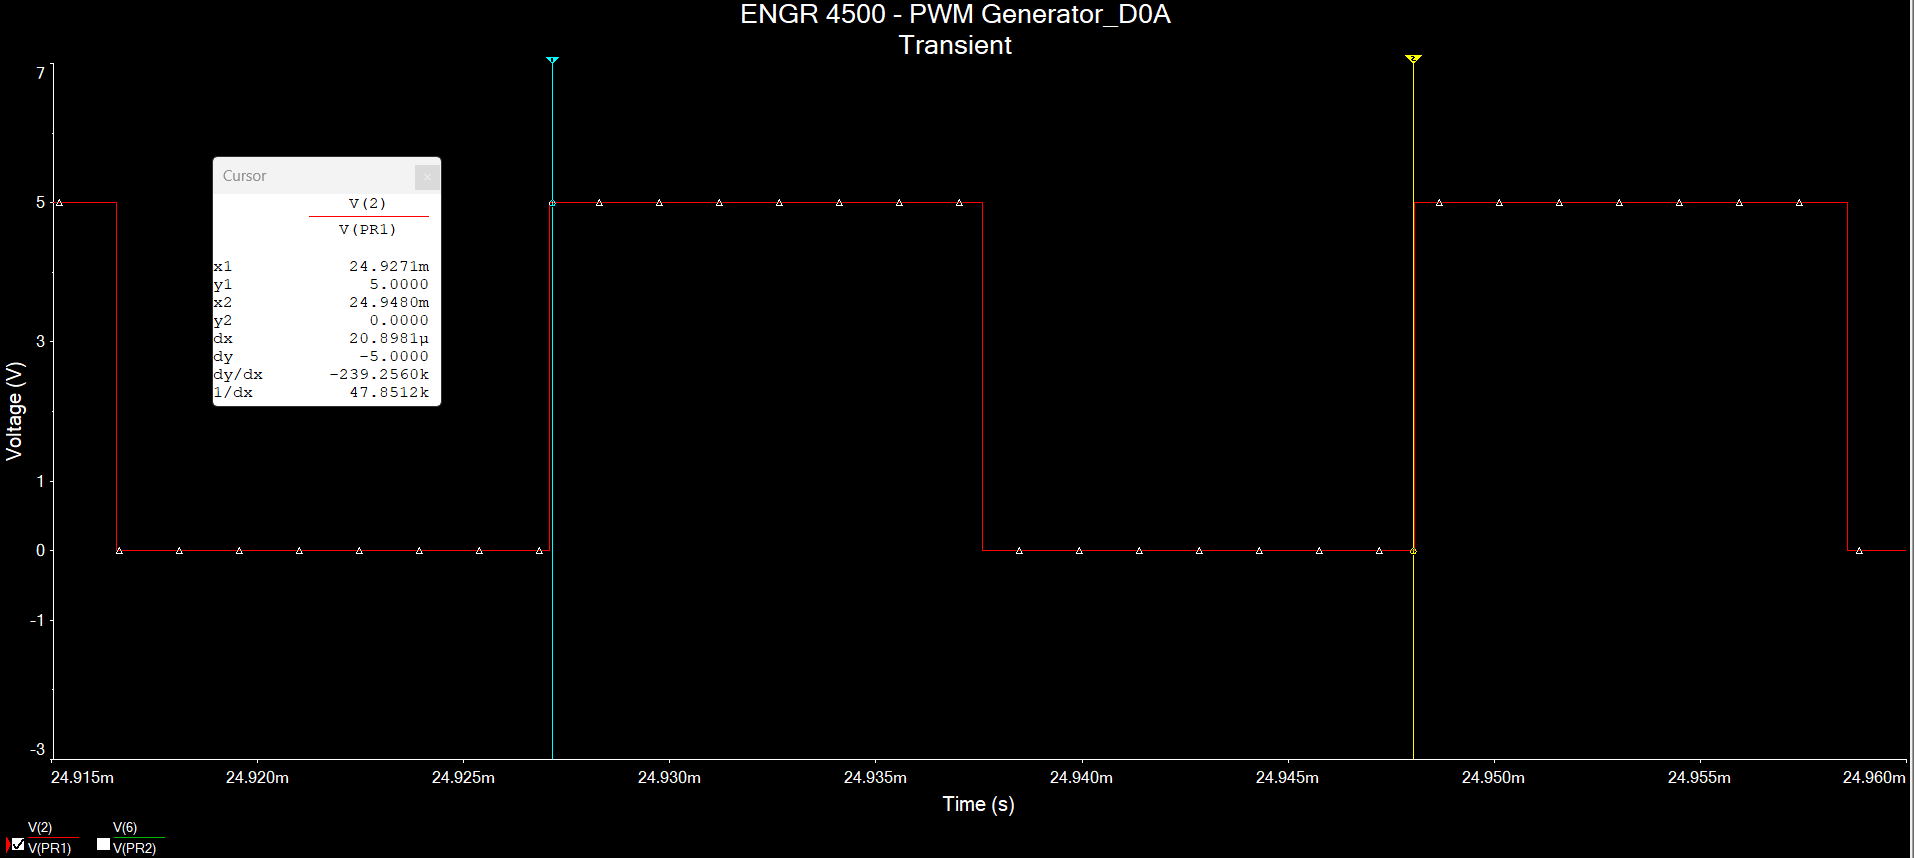 ENGR 4500 - PWM Generator_D0A
Transient
7
5
3
1
0
-1
-3
Voltage (V)
Cursor
V(2)
V(PR1)
x1 24.9271m
y1 5.0000
x2 24.9480m
y2 0.0000
dx 20.8981µ
dy -5.0000
dy/dx -239.2560k
1/dx 47.8512k
24.915m 24.920m 24.925m 24.930m 24.935m 24.940m 24.945m 24.950m 24.955m 24.960m
Time (s)
V(2) V(6)
V(PR1) V(PR2)